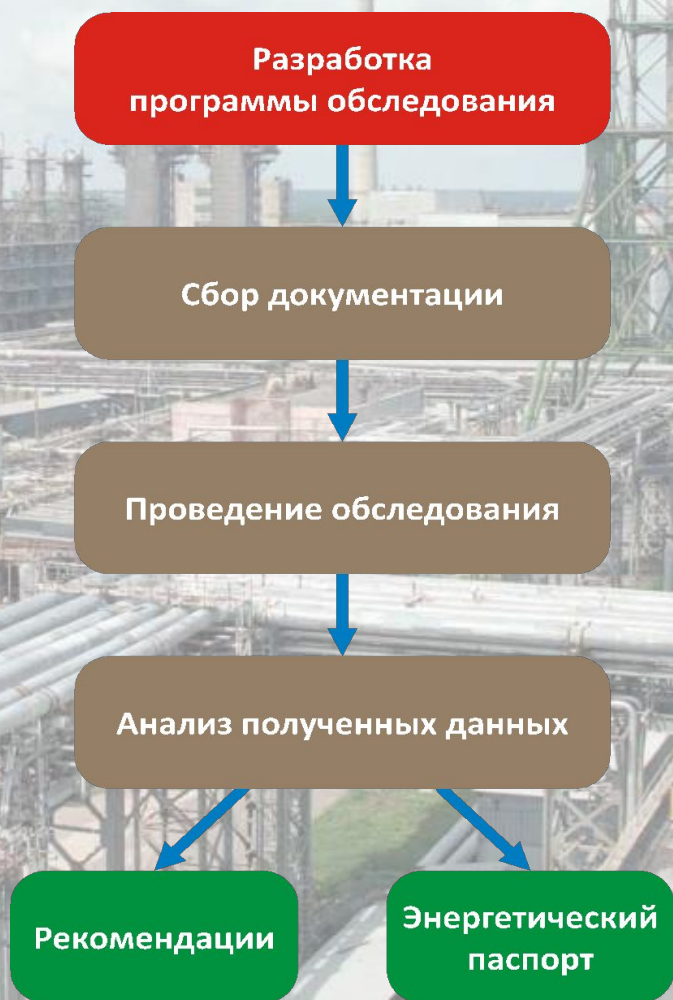 Разработка
программы обследования
Сбор документации
Проведение обследования
Анализ полученных данных
Рекомендации
Энергетический
паспорт